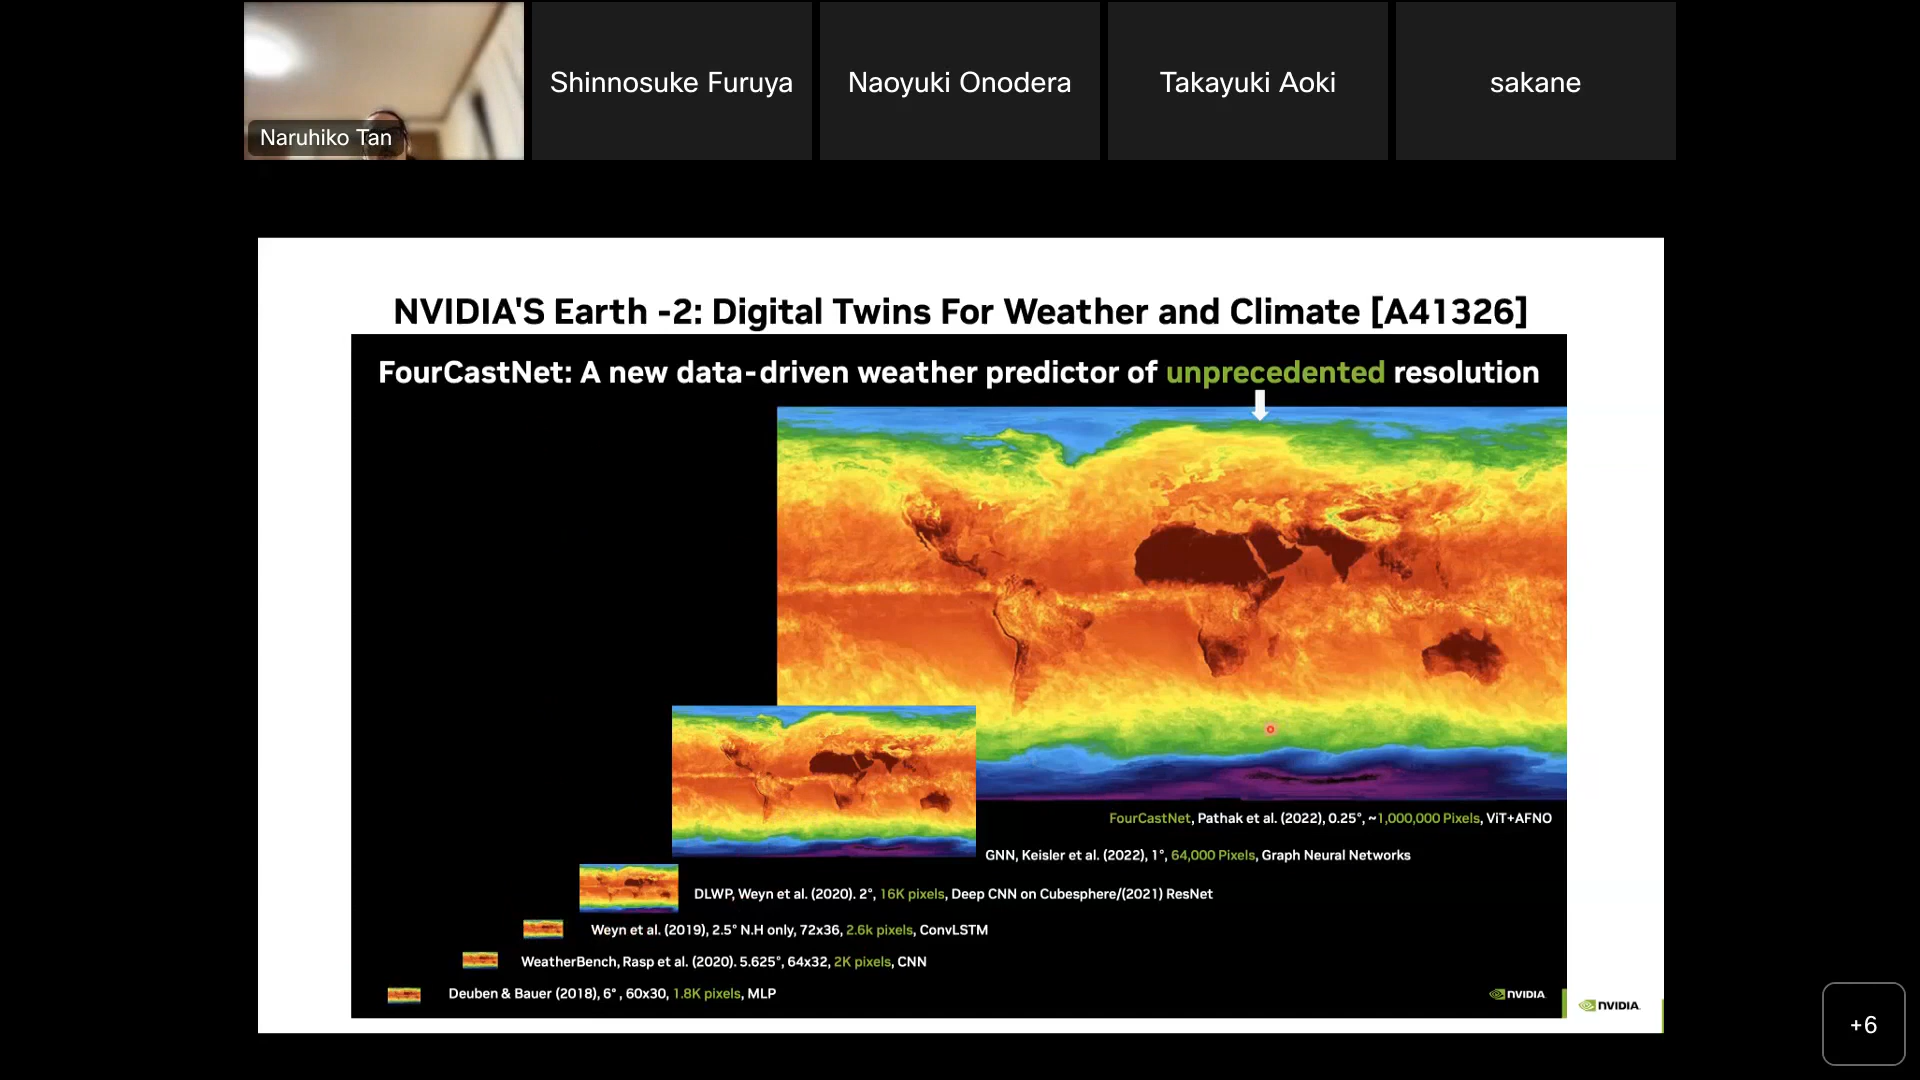 Naruhiko Tan
Shinnosuke Furuya
Naoyuki Onodera
Takayuki Aoki
sakane
NVIDIA'S Earth -2: Digital Twins For Weather and Climate [A41326]
FourCastNet: A new data-driven weather predictor of unprecedented resolution
FourCastNet, Pathak et al. (2022), 0.25°, ~1,000,000 Pixels, ViT+AFNO
GNN, Keisler et al. (2022), 1°, 64,000 Pixels, Graph Neural Networks
DLWP, Weyn et al. (2020). 2°, 16K pixels, Deep CNN on Cubesphere/(2021) ResNet
Weyn et al. (2019), 2.5° N.H only, 72x36, 2.6k pixels, ConvLSTM
WeatherBench, Rasp et al. (2020). 5.625°, 64x32, 2K pixels, CNN
Deuben & Bauer (2018), 6° , 60x30, 1.8K pixels, MLP
NVIDIA
NVIDIA
+6